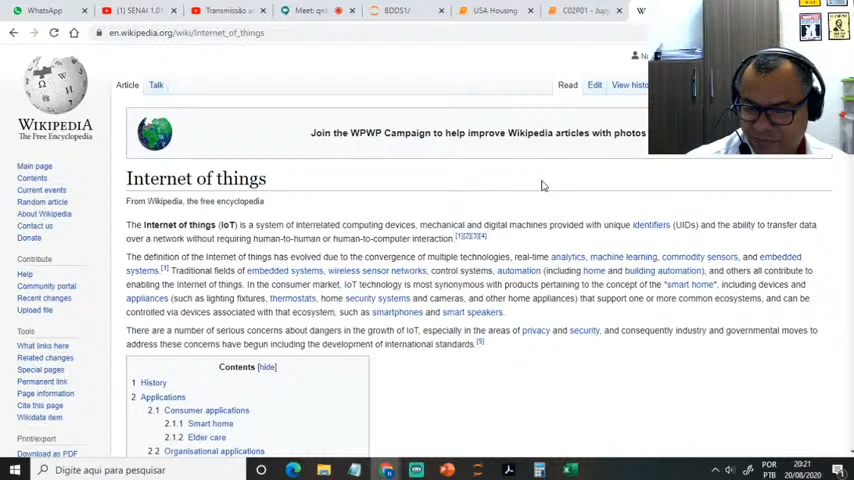 WhatsApp
(1) SENAI 1.01
Transmissão a
Meet: qn
BDDS1/
USA Housing
C02P01 - Jupy
en.wikipedia.org/wiki/Internet_of_things
WIKIPEDIA
The Free Encyclopedia
Article
Talk
Read
Edit
View histo
Join the WPWP Campaign to help improve Wikipedia articles with photos
Main page
Contents
Current events
Random article
About Wikipedia
Contact us
Donate
Contribute
Help
Community portal
Recent changes
Upload file
Tools
What links here
Related changes
Special pages
Permanent link
Page information
Cite this page
Wikidata item
Print/export
Download as PDF
Internet of things
From Wikipedia, the free encyclopedia
The Internet of things (IoT) is a system of interrelated computing devices, mechanical and digital machines provided with unique identifiers (UIDs) and the ability to transfer data
over a network without requiring human-to-human or human-to-computer interaction.[1][2][3][4]
The definition of the Internet of things has evolved due to the convergence of multiple technologies, real-time analytics, machine learning, commodity sensors, and embedded
systems.[1] Traditional fields of embedded systems, wireless sensor networks, control systems, automation (including home and building automation), and others all contribute to
enabling the Internet of things. In the consumer market, IoT technology is most synonymous with products pertaining to the concept of the "smart home", including devices and
appliances (such as lighting fixtures, thermostats, home security systems and cameras, and other home appliances) that support one or more common ecosystems, and can be
controlled via devices associated with that ecosystem, such as smartphones and smart speakers.
There are a number of serious concerns about dangers in the growth of IoT, especially in the areas of privacy and security, and consequently industry and governmental moves to
address these concerns have begun including the development of international standards.[5]
Contents [hide]
1 History
2 Applications
2.1 Consumer applications
2.1.1 Smart home
2.1.2 Elder care
2.2 Organisational applications
Digite aqui para pesquisar
POR
PTB
20:21
20/08/2020